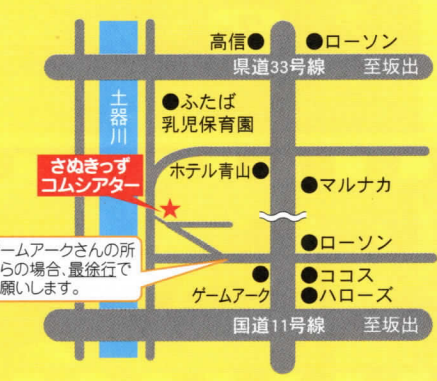 高信●
●ローソン
県道33号線 至坂出
土器川
●ふたば
乳児保育園
さぬきっず
コムシアター
ホテル青山●
●マルナカ
●ローソン
ームアークさんの所
らの場合、最徐行で
願いします。
ゲームアーク●
●ココス
●ハローズ
国道11号線 至坂出